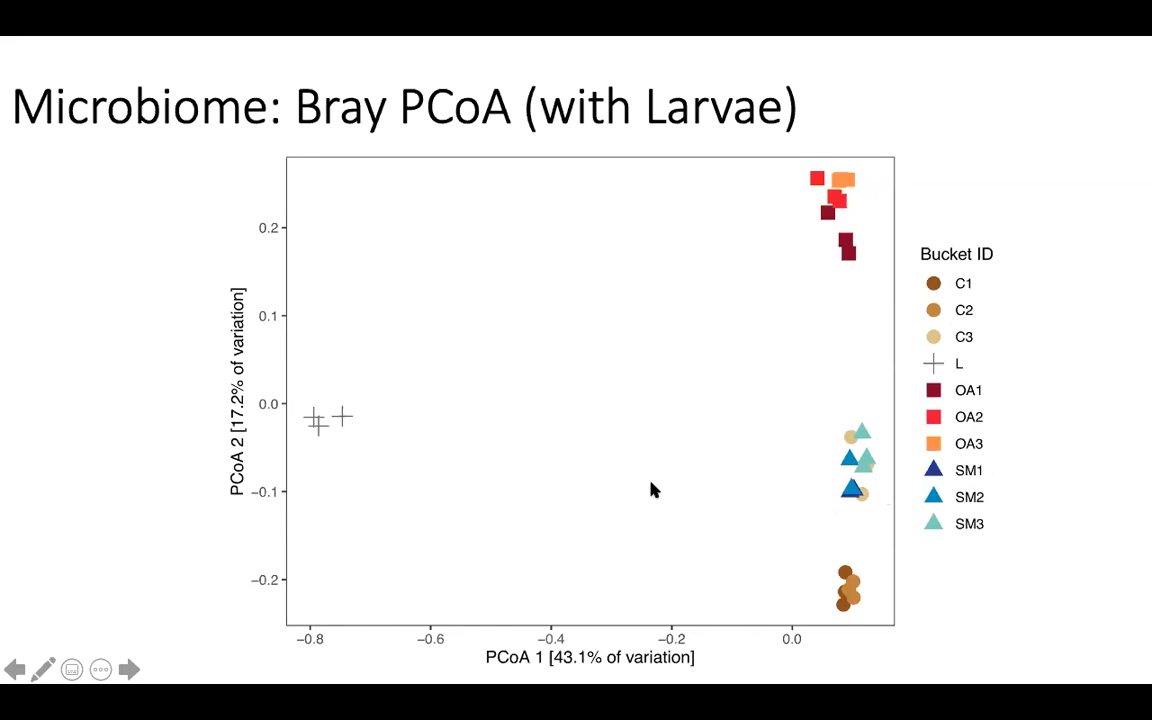 Microbiome: Bray PCoA (with Larvae)
0.2
0.1
0.0
−0.1
−0.2
PCoA 2 [17.2% of variation]
−0.8
−0.6
−0.4
−0.2
0.0
PCoA 1 [43.1% of variation]
Bucket ID
C1
C2
C3
L
OA1
OA2
OA3
SM1
SM2
SM3